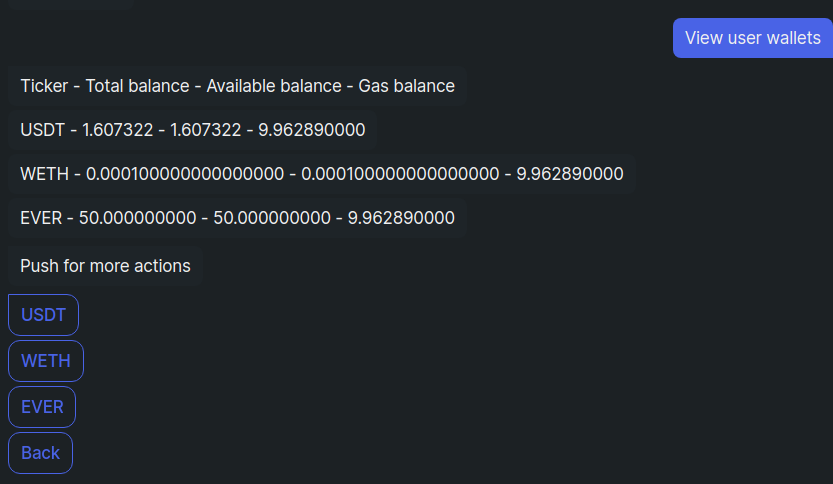 View user wallets
Ticker - Total balance - Available balance - Gas balance
USDT - 1.607322 - 1.607322 - 9.962890000
WETH - 0.000100000000000000 - 0.000100000000000000 - 9.962890000
EVER - 50.000000000 - 50.000000000 - 9.962890000
Push for more actions
USDT
WETH
EVER
Back